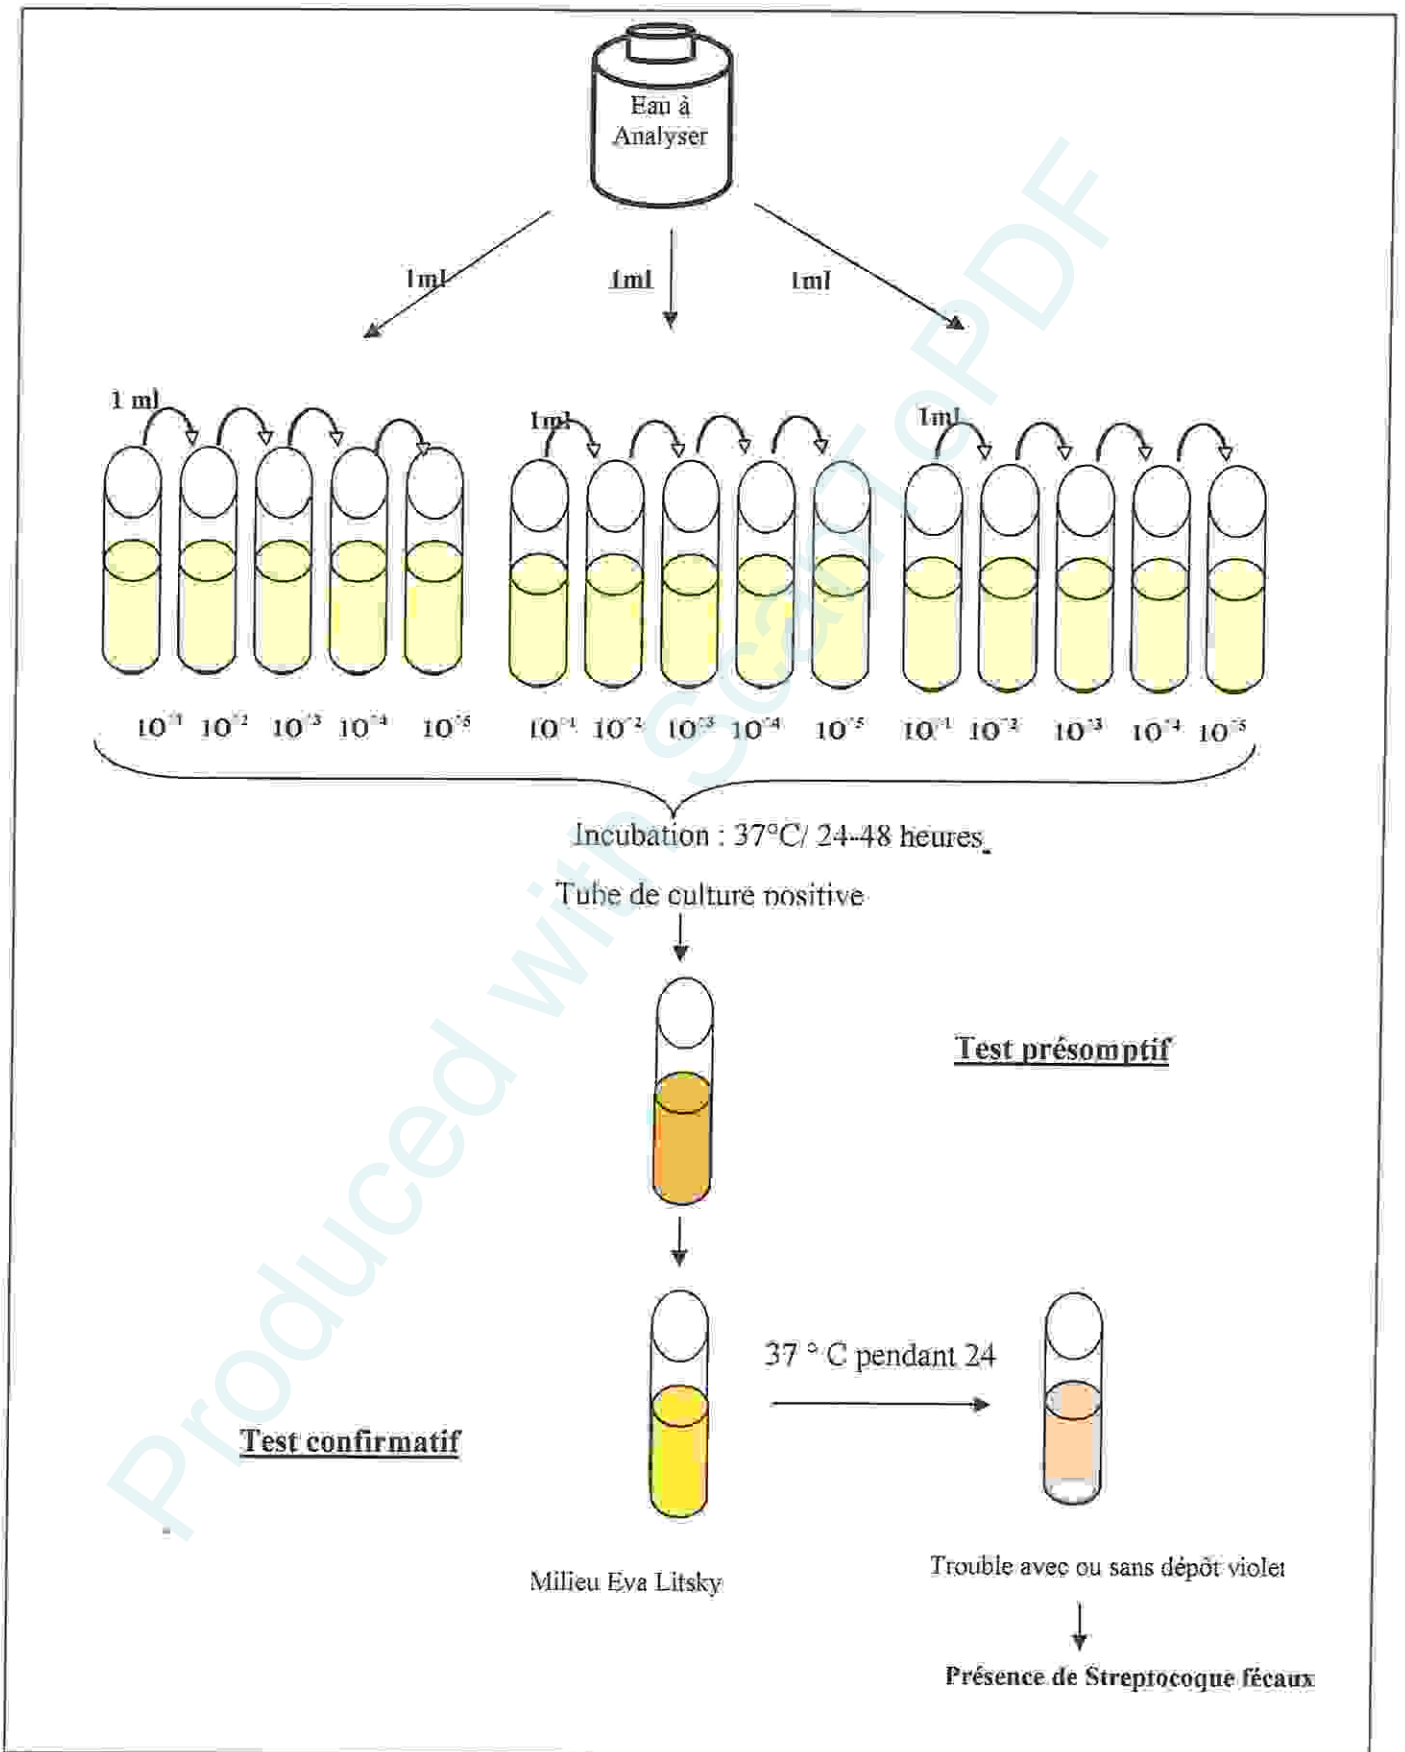 Eau à
Analyser
1ml 1ml 1ml
1 ml 1ml 1ml
10⁻¹ 10⁻² 10⁻³ 10⁻⁴ 10⁻⁵ 10⁻¹ 10⁻² 10⁻³ 10⁻⁴ 10⁻⁵ 10⁻¹ 10⁻² 10⁻³ 10⁻⁴ 10⁻⁵
Incubation : 37°C/ 24-48 heures
Tube de culture positive
Test présomptif
37 ° C pendant 24
Test confirmatif
Milieu Eva Litsky
Trouble avec ou sans dépôt violet
Présence de Streptocoque fécaux
Produced with ScanToPDF